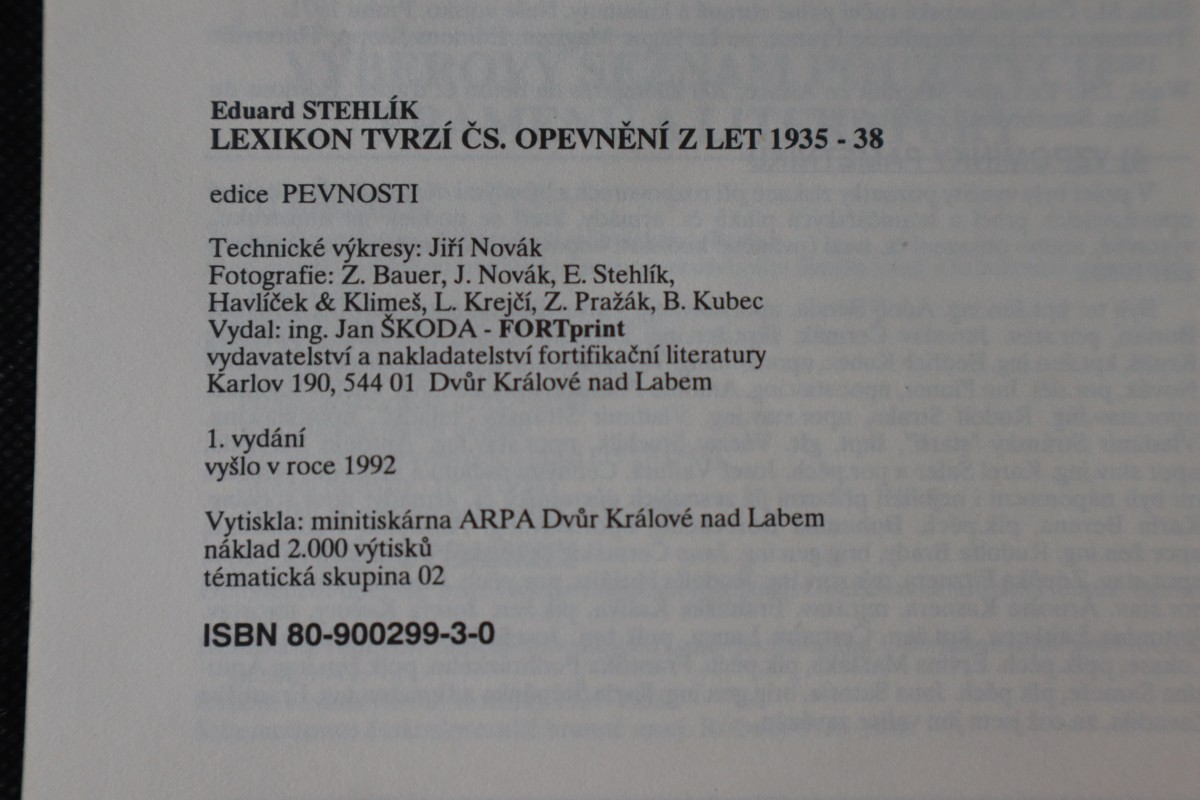 Eduard STEHLÍK
LEXIKON TVRZÍ ČS. OPEVNĚNÍ Z LET 1935 - 38
edice PEVNOSTI
Technické výkresy: Jiří Novák
Fotografie: Z. Bauer, J. Novák, E. Stehlík,
Havlíček & Klimeš, L. Krejčí, Z. Pražák, B. Kubec
Vydal: ing. Jan ŠKODA - FORTprint
vydavatelství a nakladatelství fortifikační literatury
Karlov 190, 544 01 Dvůr Králové nad Labem
1. vydání
vyšlo v roce 1992
Vytiskla: minitiskárna ARPA Dvůr Králové nad Labem
náklad 2.000 výtisků
tématická skupina 02
ISBN 80-900299-3-0